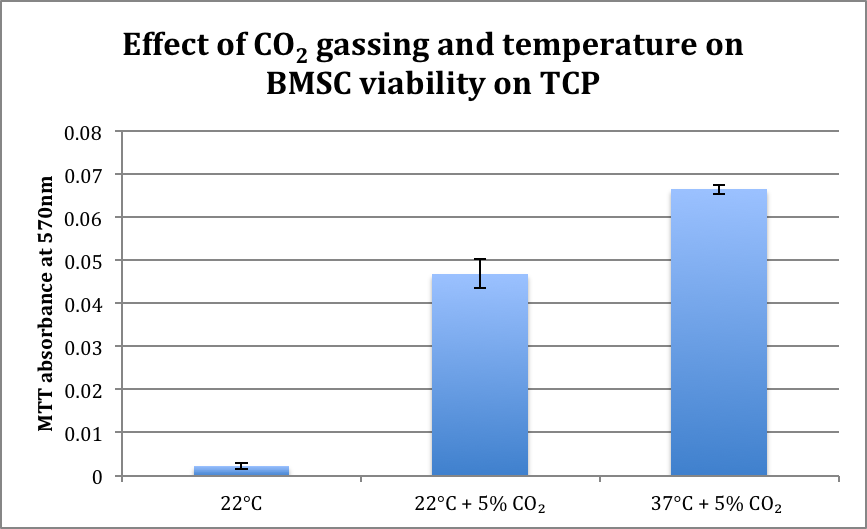 Effect of CO₂ gassing and temperature on
BMSC viability on TCP
MTT absorbance at 570nm
0.08
0.07
0.06
0.05
0.04
0.03
0.02
0.01
0
22°C
22°C + 5% CO₂
37°C + 5% CO₂